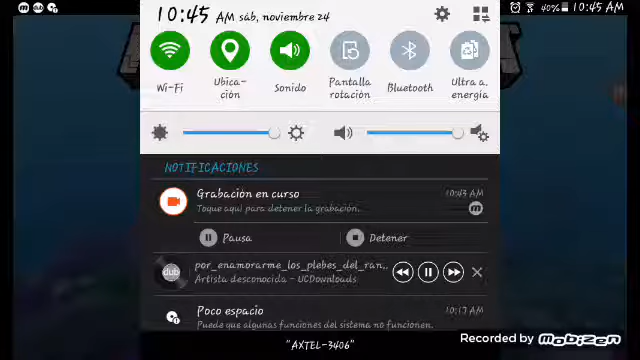 10:45 AM sáb, noviembre 24
40% 10:45 AM
Wi-Fi
Ubica-
ción
Sonido
Pantalla
rotación
Bluetooth
Ultra a.
energía
NOTIFICACIONES
Grabación en curso 10:43 AM
Toque aquí para detener la grabación.
Pausa
Detener
dub
por_enamorarme_los_plebes_del_ran..
Artista desconocida - UCDownloads
Poco espacio 10:17 AM
Puede que algunas funciones del sistema no funcionen.
"AXTEL-3406"
Recorded by Mobizen